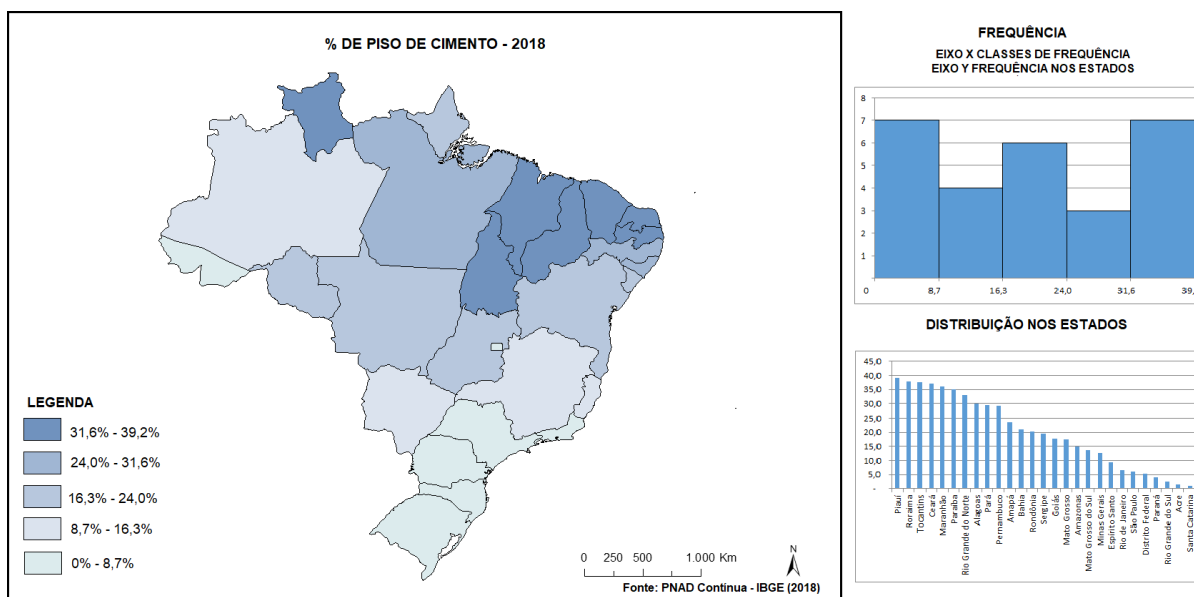 % DE PISO DE CIMENTO - 2018
LEGENDA
31,6% - 39,2%
24,0% - 31,6%
16,3% - 24,0%
8,7% - 16,3%
0% - 8,7%
0 250 500 1.000 Km
N
Fonte: PNAD Contínua - IBGE (2018)
FREQUÊNCIA
EIXO X CLASSES DE FREQUÊNCIA
EIXO Y FREQUÊNCIA NOS ESTADOS
8
7
6
5
4
3
2
1
0 8,7 16,3 24,0 31,6 39,
DISTRIBUIÇÃO NOS ESTADOS
45,0
40,0
35,0
30,0
25,0
20,0
15,0
10,0
5,0
-
Piauí
Roraima
Tocantins
Ceará
Maranhão
Paraíba
Rio Grande do Norte
Alagoas
Pará
Pernambuco
Amapá
Bahia
Rondônia
Sergipe
Goiás
Mato Grosso
Amazonas
Mato Grosso do Sul
Minas Gerais
Espírito Santo
Rio de Janeiro
São Paulo
Distrito Federal
Paraná
Rio Grande do Sul
Acre
Santa Catarina